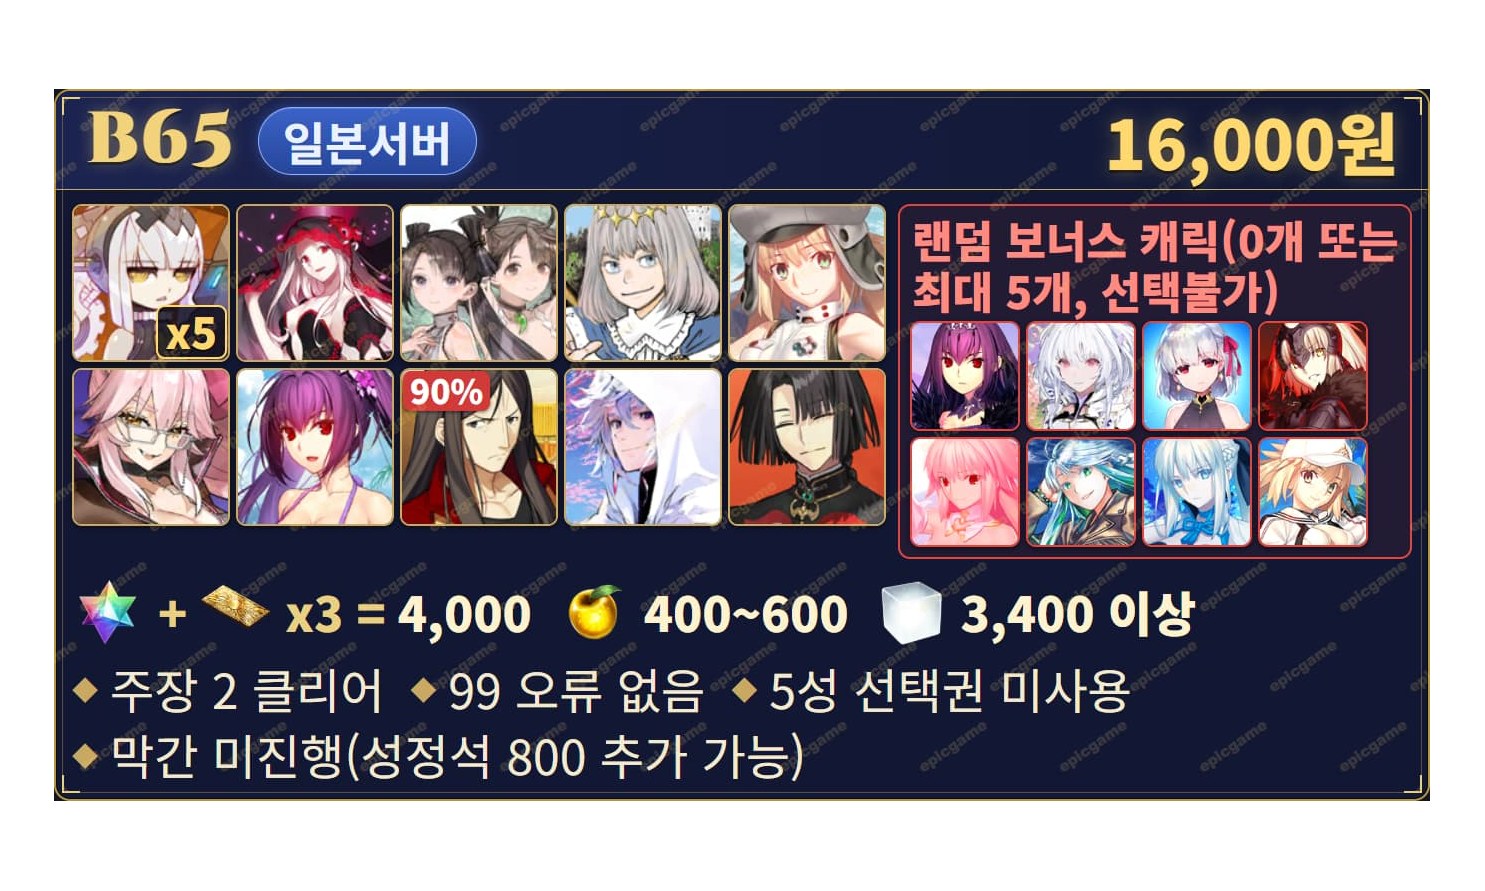 B65 일본서버 16,000원
랜덤 보너스 캐릭(0개 또는
최대 5개, 선택불가)
x5
90%
+ x3 = 4,000 400~600 3,400 이상
◆ 주장 2 클리어 ◆ 99 오류 없음 ◆ 5성 선택권 미사용
◆ 막간 미진행(성정석 800 추가 가능)
epicgame